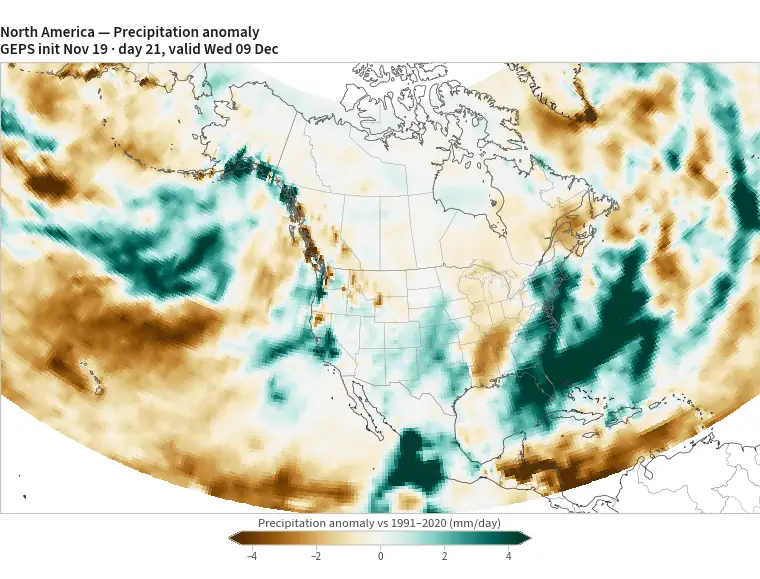 North America — Precipitation anomaly
GEPS init Nov 19 · day 21, valid Wed 09 Dec
Precipitation anomaly vs 1991–2020 (mm/day)
−4 −2 0 2 4